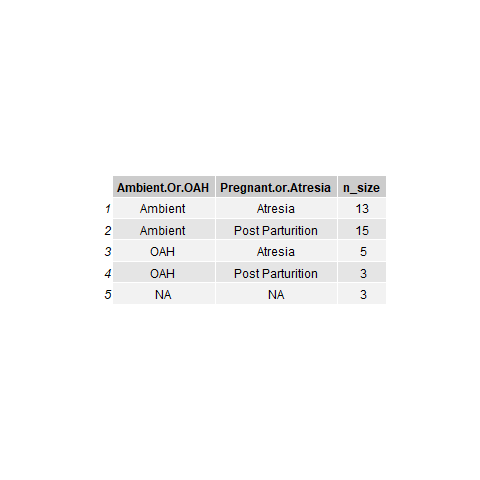 Ambient.Or.OAH Pregnant.or.Atresia n_size
1 Ambient Atresia 13
2 Ambient Post Parturition 15
3 OAH Atresia 5
4 OAH Post Parturition 3
5 NA NA 3